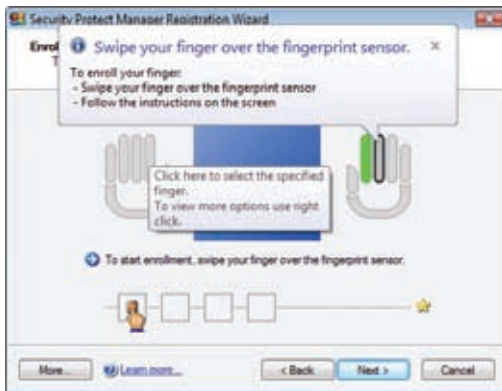 Security Protect Manager Registration Wizard
Swipe your finger over the fingerprint sensor.
To enroll your finger:
- Swipe your finger over the fingerprint sensor
- Follow the instructions on the screen
Click here to select the specified
finger.
To view more options use right
click.
To start enrollment, swipe your finger over the fingerprint sensor.
More...
Learn more...
< Back
Next >
Cancel